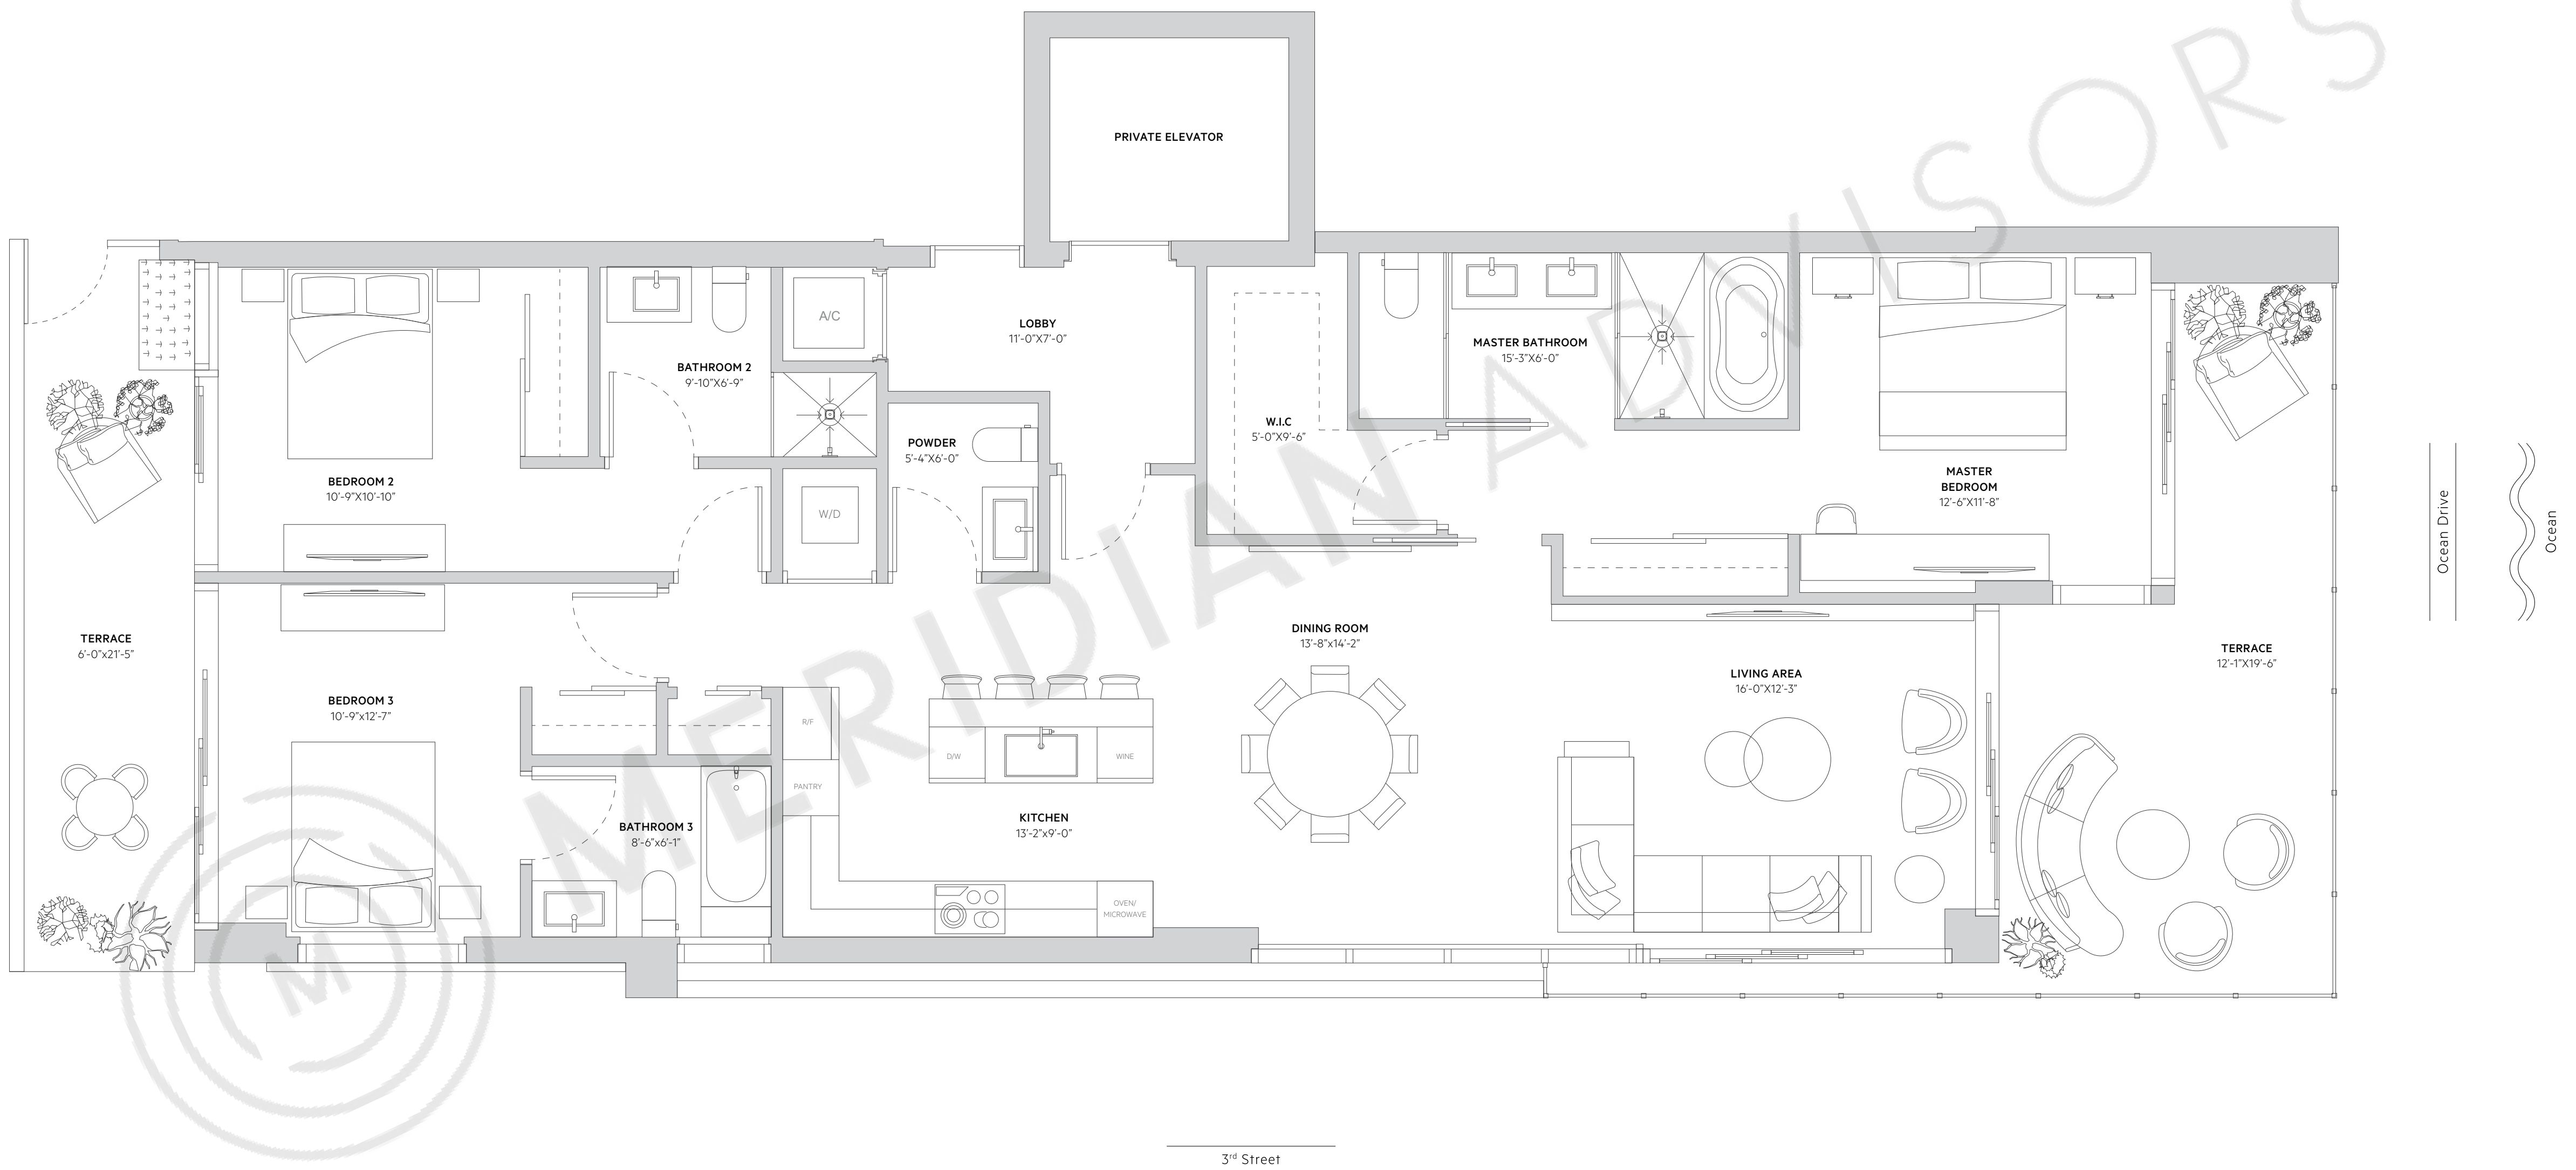 PRIVATE ELEVATOR
A/C
LOBBY
11'-0"X7'-0"
MASTER BATHROOM
15'-3"X6'-0"
BATHROOM 2
9'-10"X6'-9"
W.I.C
5'-0"X9'-6"
POWDER
5'-4"X6'-0"
BEDROOM 2
10'-9"X10'-10"
MASTER
BEDROOM
12'-6"X11'-8"
W/D
Ocean Drive
Ocean
TERRACE
6'-0"x21'-5"
DINING ROOM
13'-8"x14'-2"
TERRACE
12'-1"X19'-6"
LIVING AREA
16'-0"X12'-3"
BEDROOM 3
10'-9"x12'-7"
R/F
D/W
WINE
PANTRY
KITCHEN
13'-2"x9'-0"
BATHROOM 3
8'-6"x6'-1"
OVEN/
MICROWAVE
3rd Street
M
MERIDIAN ADVISORS